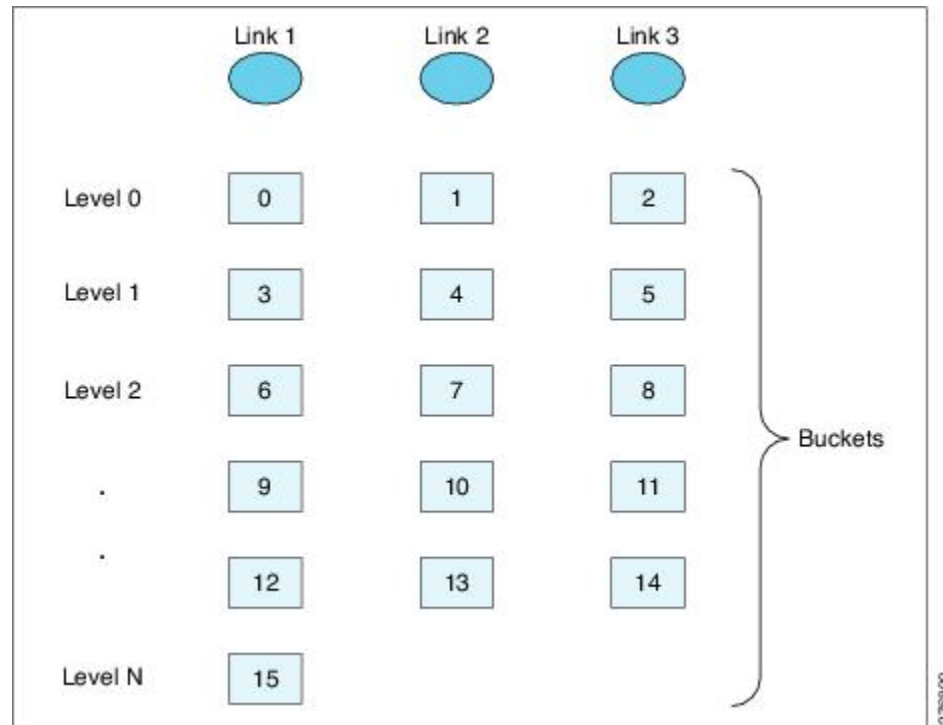 Link 1 Link 2 Link 3
Level 0 0 1 2
Level 1 3 4 5
Level 2 6 7 8
Buckets
. 9 10 11
. 12 13 14
Level N 15